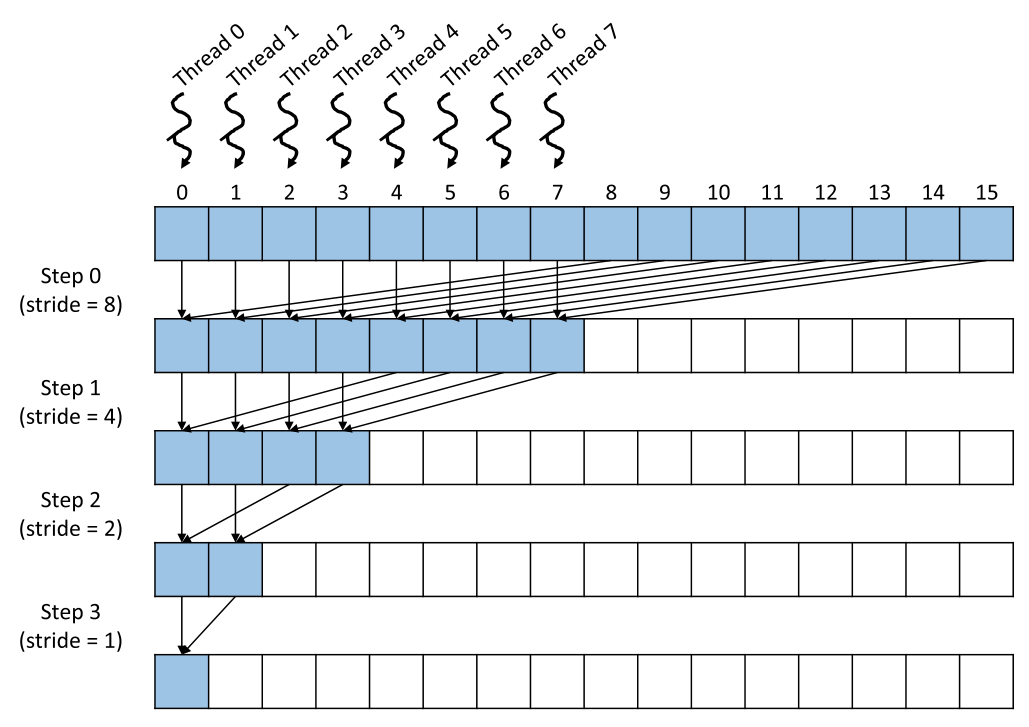 Thread 0 Thread 1 Thread 2 Thread 3 Thread 4 Thread 5 Thread 6 Thread 7
0 1 2 3 4 5 6 7 8 9 10 11 12 13 14 15
Step 0
(stride = 8)
Step 1
(stride = 4)
Step 2
(stride = 2)
Step 3
(stride = 1)